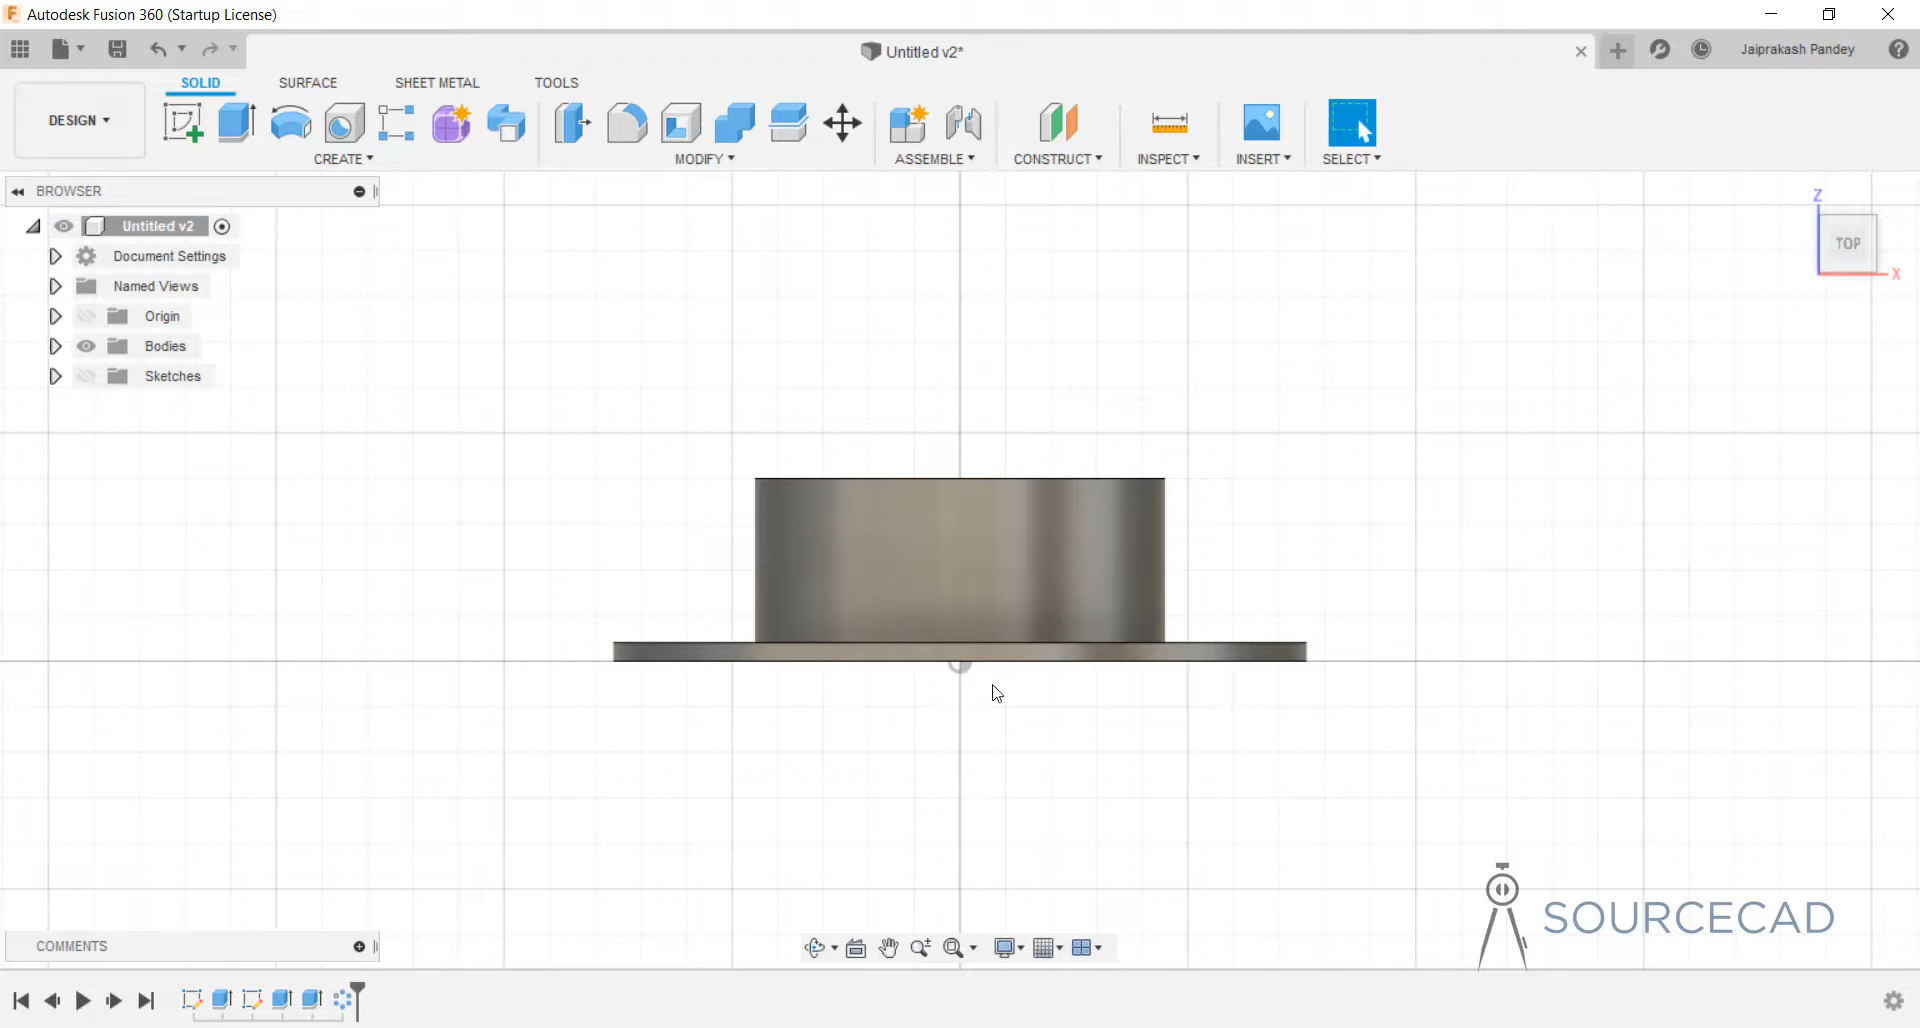 Autodesk Fusion 360 (Startup License)
Untitled v2*
Jaiprakash Pandey
SOLID SURFACE SHEET METAL TOOLS
DESIGN
CREATE MODIFY ASSEMBLE CONSTRUCT INSPECT INSERT SELECT
BROWSER
Untitled v2
Document Settings
Named Views
Origin
Bodies
Sketches
Z
TOP
X
SOURCECAD
COMMENTS